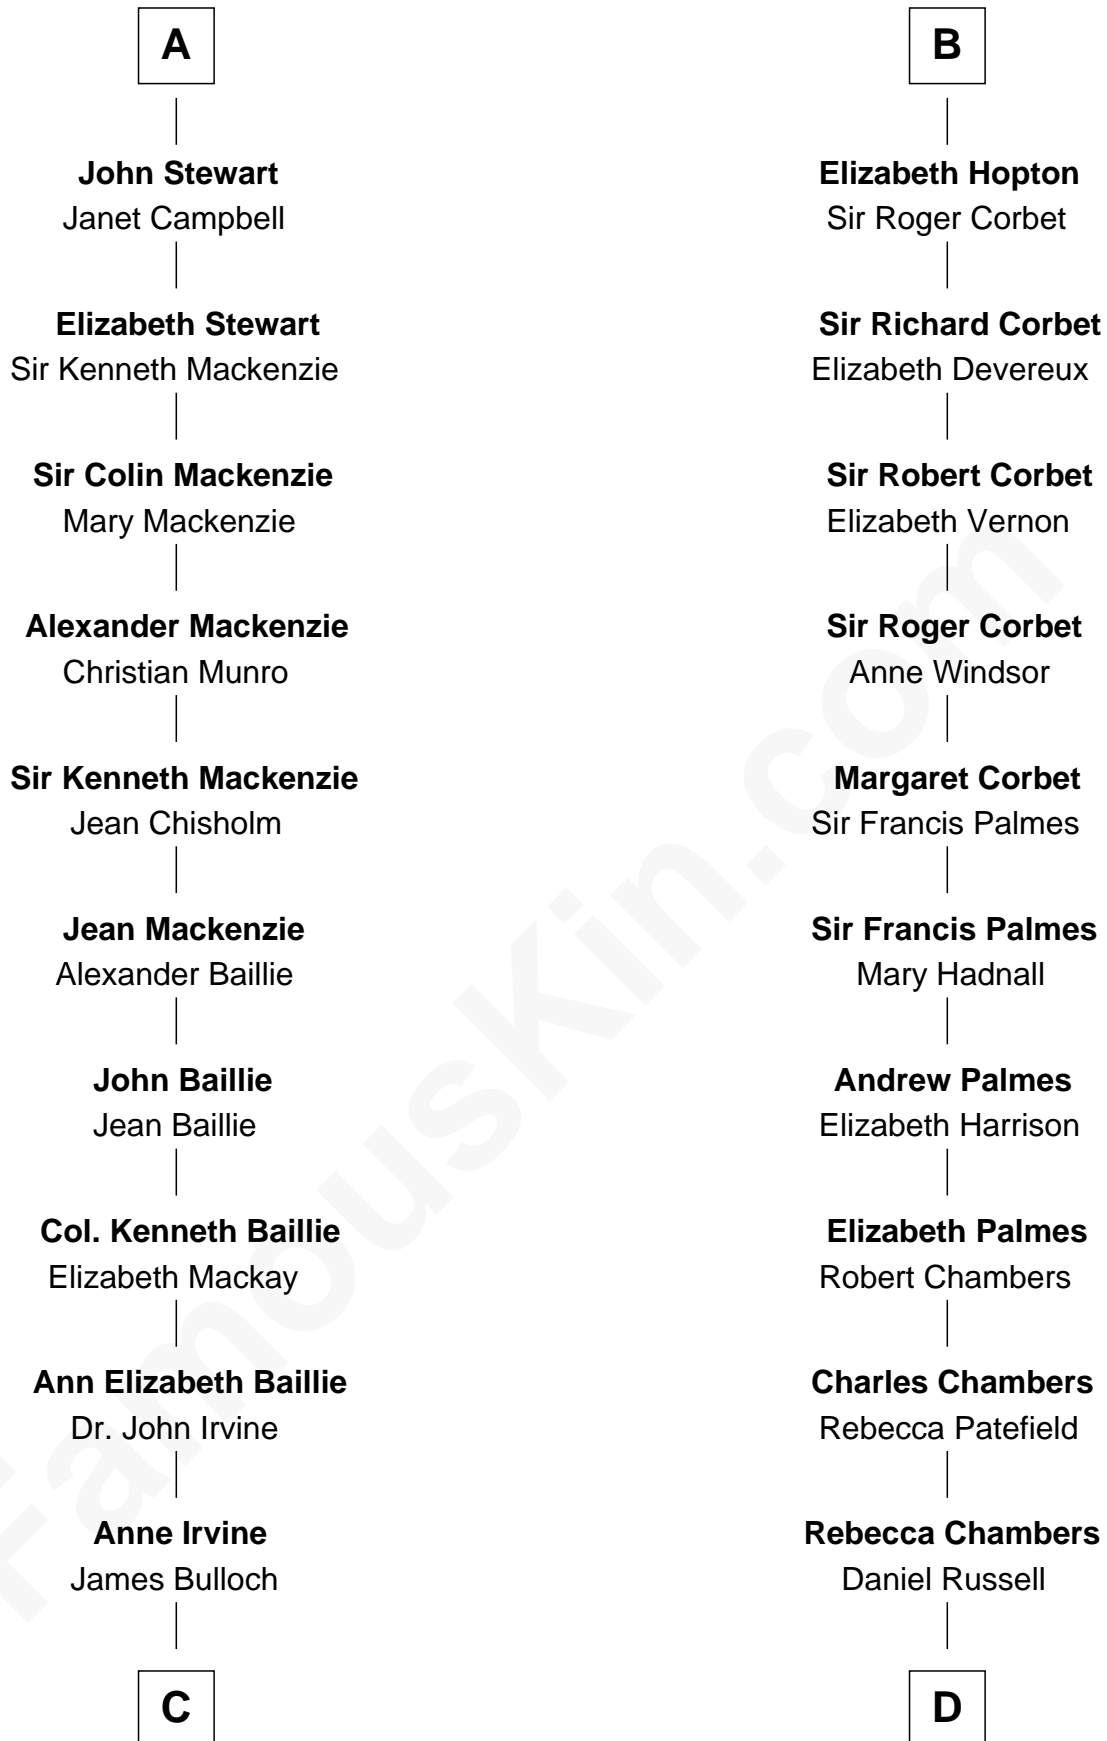 A
John Stewart
Janet Campbell
Elizabeth Stewart
Sir Kenneth Mackenzie
Sir Colin Mackenzie
Mary Mackenzie
Alexander Mackenzie
Christian Munro
Sir Kenneth Mackenzie
Jean Chisholm
Jean Mackenzie
Alexander Baillie
John Baillie
Jean Baillie
Col. Kenneth Baillie
Elizabeth Mackay
Ann Elizabeth Baillie
Dr. John Irvine
Anne Irvine
James Bulloch
C
B
Elizabeth Hopton
Sir Roger Corbet
Sir Richard Corbet
Elizabeth Devereux
Sir Robert Corbet
Elizabeth Vernon
Sir Roger Corbet
Anne Windsor
Margaret Corbet
Sir Francis Palmes
Sir Francis Palmes
Mary Hadnall
Andrew Palmes
Elizabeth Harrison
Elizabeth Palmes
Robert Chambers
Charles Chambers
Rebecca Patefield
Rebecca Chambers
Daniel Russell
D
FamousKin.com